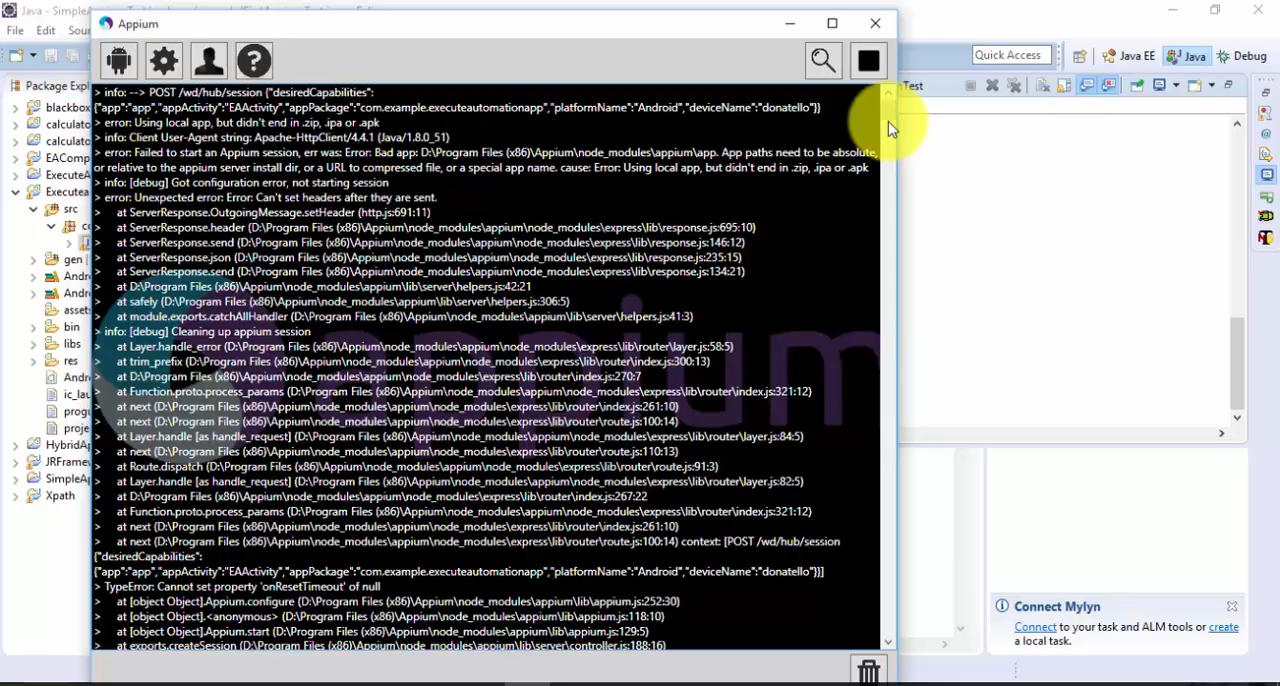 Java - SimpleA
Appium
File Edit Sou
Quick Access
Java EE
Java
Debug
Package Expl
nTest
blackbox
calculato
calculato
EAComp
ExecuteA
Executea
src
co
gen [
Andr
Andr
assets
bin
libs
res
Andr
ic_lau
progu
proje
HybridAp
JRFrame
SimpleAp
Xpath
> info: --> POST /wd/hub/session {"desiredCapabilities":
{"app":"app","appActivity":"EAActivity","appPackage":"com.example.executeautomationapp","platformName":"Android","deviceName":"donatello"}}
> error: Using local app, but didn't end in .zip, .ipa or .apk
> info: Client User-Agent string: Apache-HttpClient/4.4.1 (Java/1.8.0_51)
> error: Failed to start an Appium session, err was: Error: Bad app: D:\Program Files (x86)\Appium\node_modules\appium\app. App paths need to be absolute,
or relative to the appium server install dir, or a URL to compressed file, or a special app name. cause: Error: Using local app, but didn't end in .zip, .ipa or .apk
> info: [debug] Got configuration error, not starting session
> error: Unexpected error: Error: Can't set headers after they are sent.
> at ServerResponse.OutgoingMessage.setHeader (http.js:691:11)
> at ServerResponse.header (D:\Program Files (x86)\Appium\node_modules\appium\node_modules\express\lib\response.js:695:10)
> at ServerResponse.send (D:\Program Files (x86)\Appium\node_modules\appium\node_modules\express\lib\response.js:146:12)
> at ServerResponse.json (D:\Program Files (x86)\Appium\node_modules\appium\node_modules\express\lib\response.js:235:15)
> at ServerResponse.send (D:\Program Files (x86)\Appium\node_modules\appium\node_modules\express\lib\response.js:134:21)
> at D:\Program Files (x86)\Appium\node_modules\appium\lib\server\helpers.js:42:21
> at safely (D:\Program Files (x86)\Appium\node_modules\appium\lib\server\helpers.js:306:5)
> at module.exports.catchAllHandler (D:\Program Files (x86)\Appium\node_modules\appium\lib\server\helpers.js:41:3)
> info: [debug] Cleaning up appium session
> at Layer.handle_error (D:\Program Files (x86)\Appium\node_modules\appium\node_modules\express\lib\router\layer.js:58:5)
> at trim_prefix (D:\Program Files (x86)\Appium\node_modules\appium\node_modules\express\lib\router\index.js:300:13)
> at D:\Program Files (x86)\Appium\node_modules\appium\node_modules\express\lib\router\index.js:270:7
> at Function.proto.process_params (D:\Program Files (x86)\Appium\node_modules\appium\node_modules\express\lib\router\index.js:321:12)
> at next (D:\Program Files (x86)\Appium\node_modules\appium\node_modules\express\lib\router\index.js:261:10)
> at next (D:\Program Files (x86)\Appium\node_modules\appium\node_modules\express\lib\router\route.js:100:14)
> at Layer.handle [as handle_request] (D:\Program Files (x86)\Appium\node_modules\appium\node_modules\express\lib\router\layer.js:84:5)
> at next (D:\Program Files (x86)\Appium\node_modules\appium\node_modules\express\lib\router\route.js:110:13)
> at Route.dispatch (D:\Program Files (x86)\Appium\node_modules\appium\node_modules\express\lib\router\route.js:91:3)
> at Layer.handle [as handle_request] (D:\Program Files (x86)\Appium\node_modules\appium\node_modules\express\lib\router\layer.js:82:5)
> at D:\Program Files (x86)\Appium\node_modules\appium\node_modules\express\lib\router\index.js:267:22
> at Function.proto.process_params (D:\Program Files (x86)\Appium\node_modules\appium\node_modules\express\lib\router\index.js:321:12)
> at next (D:\Program Files (x86)\Appium\node_modules\appium\node_modules\express\lib\router\index.js:261:10)
> at next (D:\Program Files (x86)\Appium\node_modules\appium\node_modules\express\lib\router\route.js:100:14) context: [POST /wd/hub/session
{"desiredCapabilities":
{"app":"app","appActivity":"EAActivity","appPackage":"com.example.executeautomationapp","platformName":"Android","deviceName":"donatello"}}]
> TypeError: Cannot set property 'onResetTimeout' of null
> at [object Object].Appium.configure (D:\Program Files (x86)\Appium\node_modules\appium\lib\appium.js:252:30)
> at [object Object].<anonymous> (D:\Program Files (x86)\Appium\node_modules\appium\lib\appium.js:118:10)
> at [object Object].Appium.start (D:\Program Files (x86)\Appium\node_modules\appium\lib\appium.js:129:5)
> at exports.createSession (D:\Program Files (x86)\Appium\node_modules\appium\lib\server\controller.js:188:16)
appium
Connect Mylyn
Connect to your task and ALM tools or create
a local task.